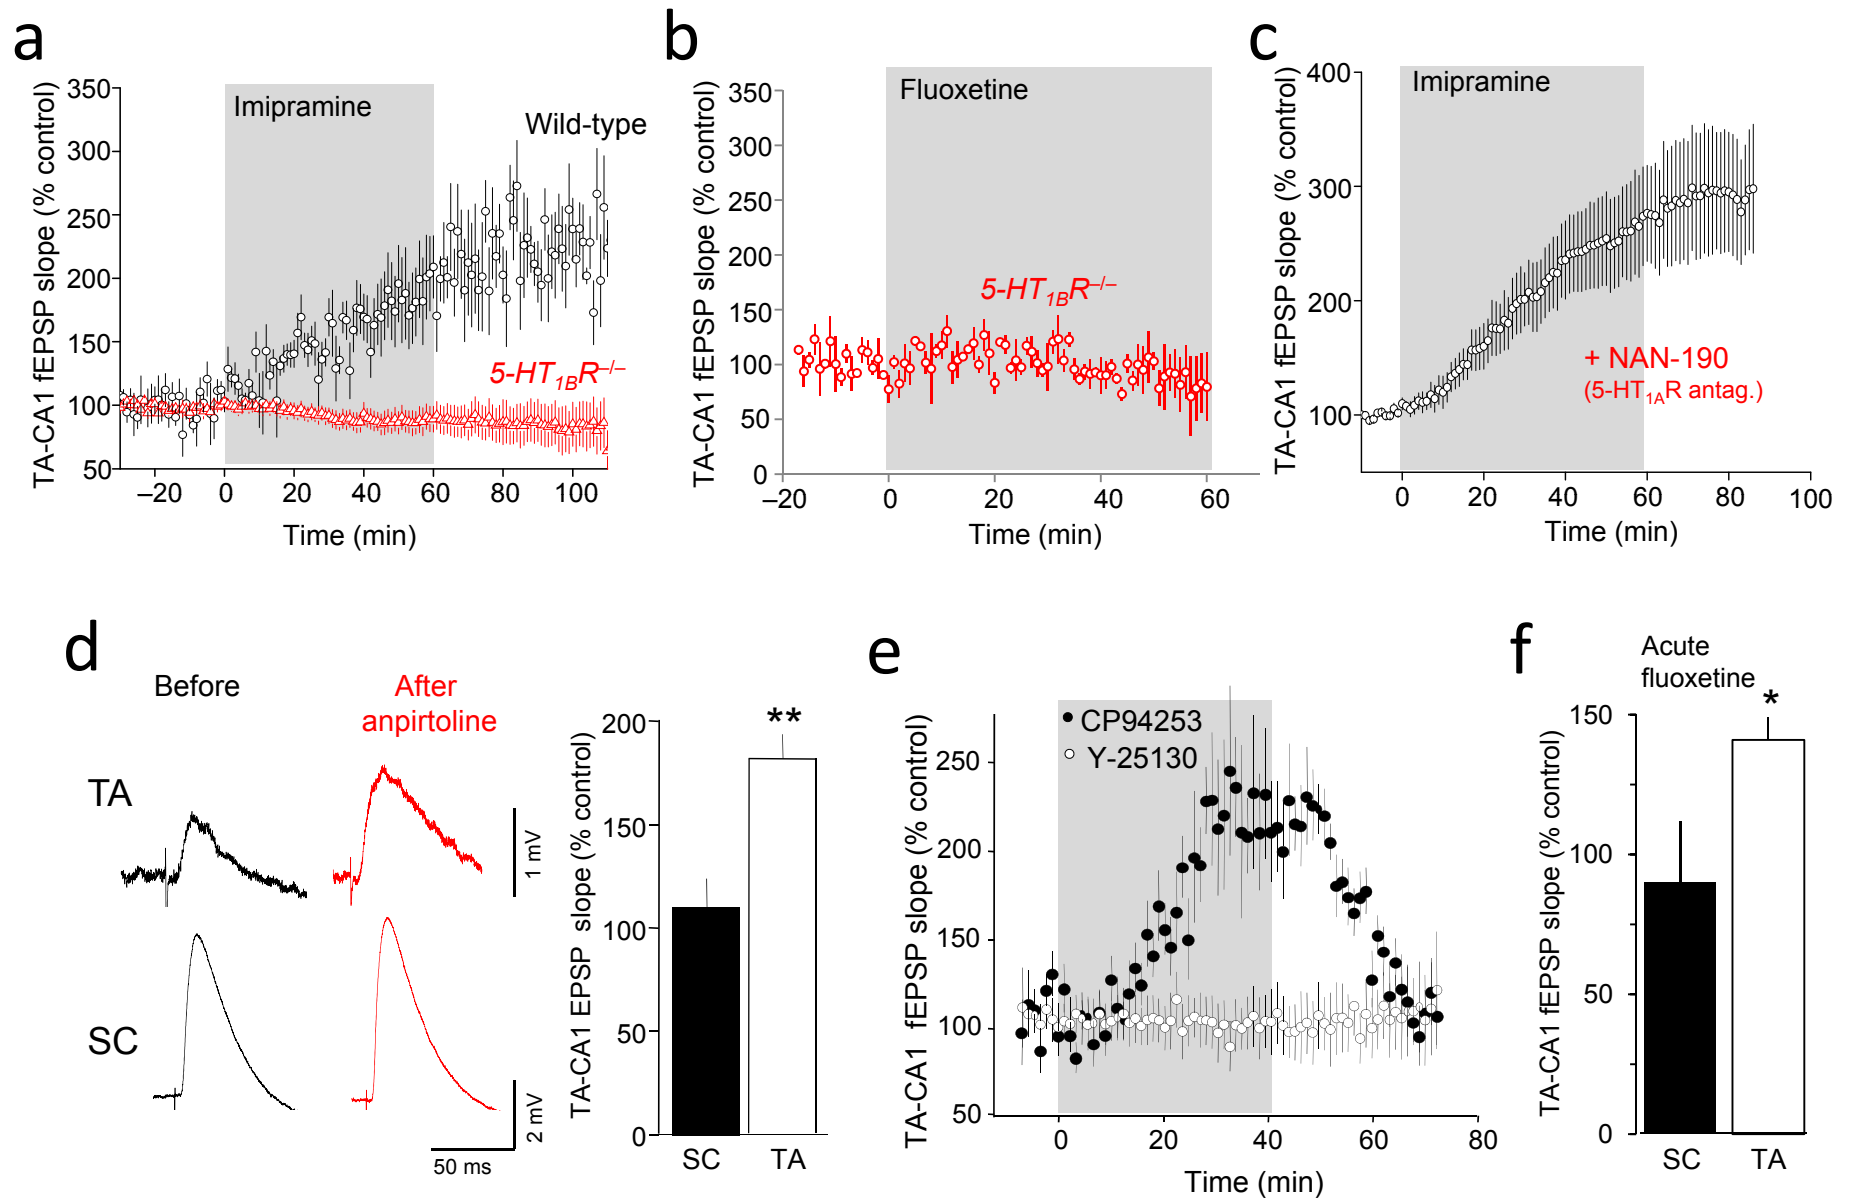 a
TA-CA1 fEPSP slope (% control)
350
300
250
200
150
100
50
Imipramine
Wild-type
5-HT1BR–/–
–20
0
20
40
60
80
100
Time (min)
b
TA-CA1 fEPSP slope (% control)
350
300
250
200
150
100
50
0
Fluoxetine
5-HT1BR–/–
–20
0
20
40
60
Time (min)
c
TA-CA1 fEPSP slope (% control)
400
300
200
100
Imipramine
+ NAN-190
(5-HT1AR antag.)
0
20
40
60
80
100
Time (min)
d
Before
After
anpirtoline
TA
1 mV
SC
2 mV
50 ms
TA-CA1 EPSP slope (% control)
200
150
100
50
0
**
SC
TA
e
TA-CA1 fEPSP slope (% control)
250
200
150
100
50
CP94253
Y-25130
0
20
40
60
80
Time (min)
f
Acute
fluoxetine
*
TA-CA1 fEPSP slope (% control)
150
100
50
0
SC
TA